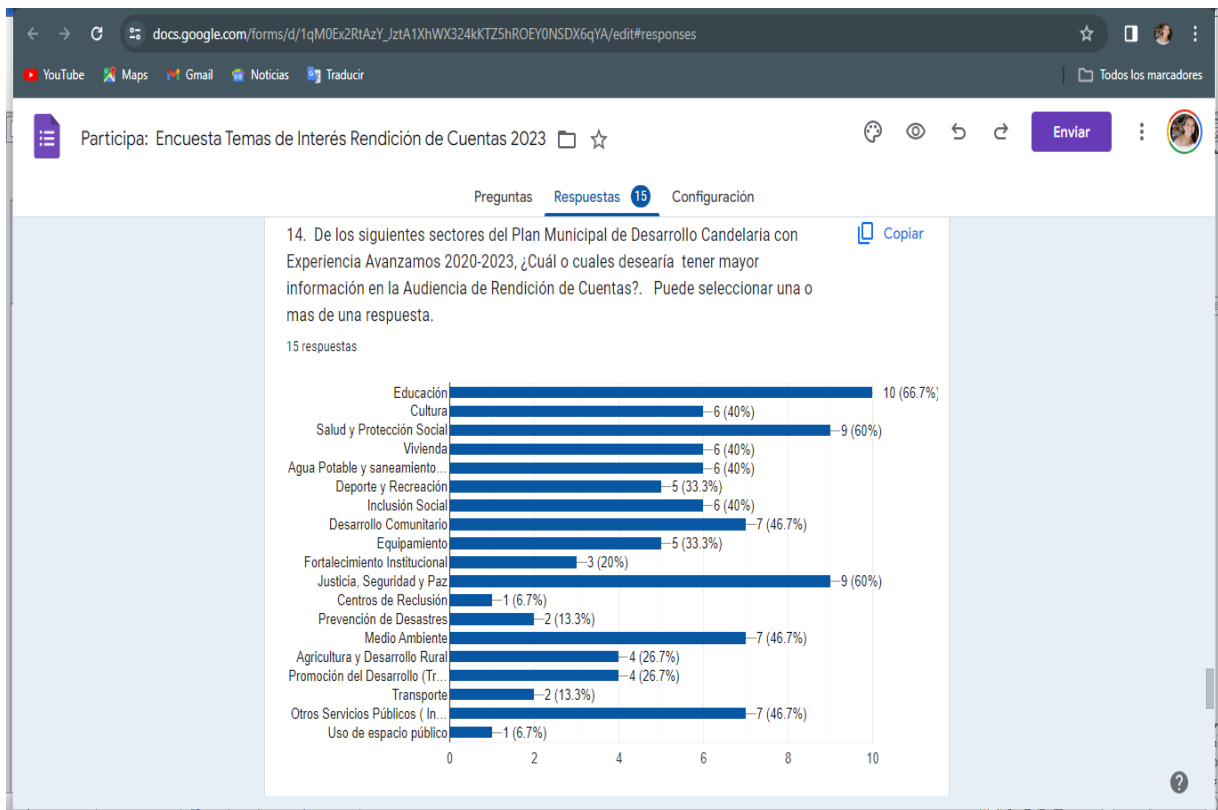 docs.google.com/forms/d/1qM0Ex2RtAzY_JztA1XhWX324kKTZ5hROEY0NSDX6qYA/edit#responses
YouTube Maps Gmail Noticias Traducir Todos los marcadores
Participa: Encuesta Temas de Interés Rendición de Cuentas 2023 Enviar
Preguntas Respuestas 15 Configuración
14. De los siguientes sectores del Plan Municipal de Desarrollo Candelaria con Copiar
Experiencia Avanzamos 2020-2023, ¿Cuál o cuales desearía tener mayor
información en la Audiencia de Rendición de Cuentas?. Puede seleccionar una o
mas de una respuesta.
15 respuestas
Educación 10 (66.7%)
Cultura 6 (40%)
Salud y Protección Social 9 (60%)
Vivienda 6 (40%)
Agua Potable y saneamiento... 6 (40%)
Deporte y Recreación 5 (33.3%)
Inclusión Social 6 (40%)
Desarrollo Comunitario 7 (46.7%)
Equipamiento 5 (33.3%)
Fortalecimiento Institucional 3 (20%)
Justicia, Seguridad y Paz 9 (60%)
Centros de Reclusión 1 (6.7%)
Prevención de Desastres 2 (13.3%)
Medio Ambiente 7 (46.7%)
Agricultura y Desarrollo Rural 4 (26.7%)
Promoción del Desarrollo (Tr... 4 (26.7%)
Transporte 2 (13.3%)
Otros Servicios Públicos ( In... 7 (46.7%)
Uso de espacio público 1 (6.7%)
0 2 4 6 8 10